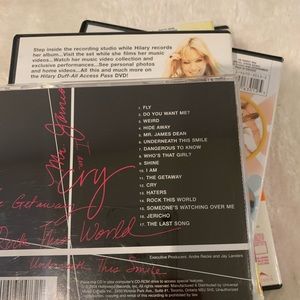 Step inside the recording studio while Hilary records
her album...Visit the set while she films her music
videos...Watch her music video collection and
exclusive performances...See personal photos
and home videos...All this and much more on
the Hilary Duff-All Access Pass DVD!
1. FLY
2. DO YOU WANT ME?
3. WEIRD
4. HIDE AWAY
5. MR. JAMES DEAN
6. UNDERNEATH THIS SMILE
7. DANGEROUS TO KNOW
8. WHO'S THAT GIRL?
9. SHINE
10. I AM
11. THE GETAWAY
12. CRY
13. HATERS
14. ROCK THIS WORLD
15. SOMEONE'S WATCHING OVER ME
16. JERICHO
17. THE LAST SONG
Mr. James
I Am
Cry
Getaway
Rock This World
Underneath This Smile
Executive Producers: Andre Recke and Jay Landers